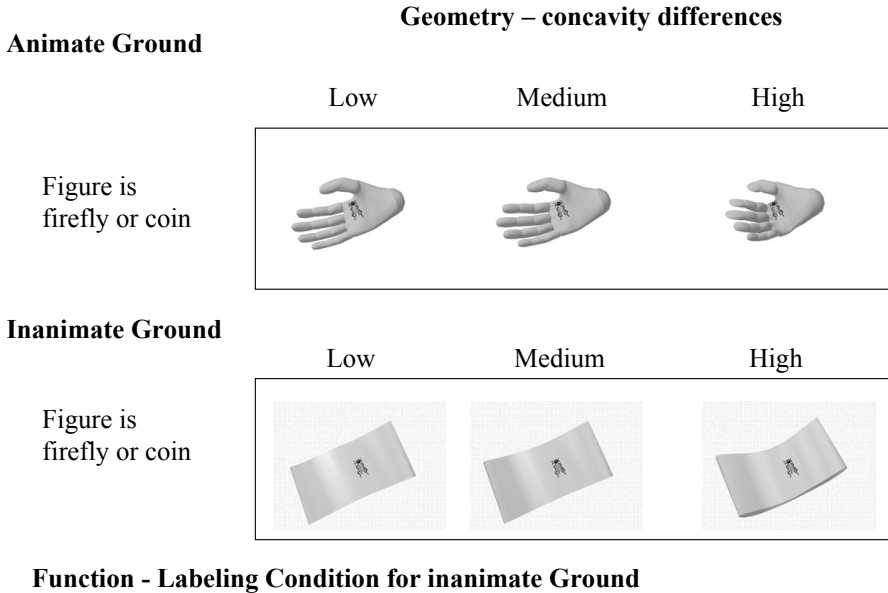 Geometry – concavity differences
Animate Ground
Low Medium High
Figure is
firefly or coin
Inanimate Ground
Low Medium High
Figure is
firefly or coin
Function - Labeling Condition for inanimate Ground